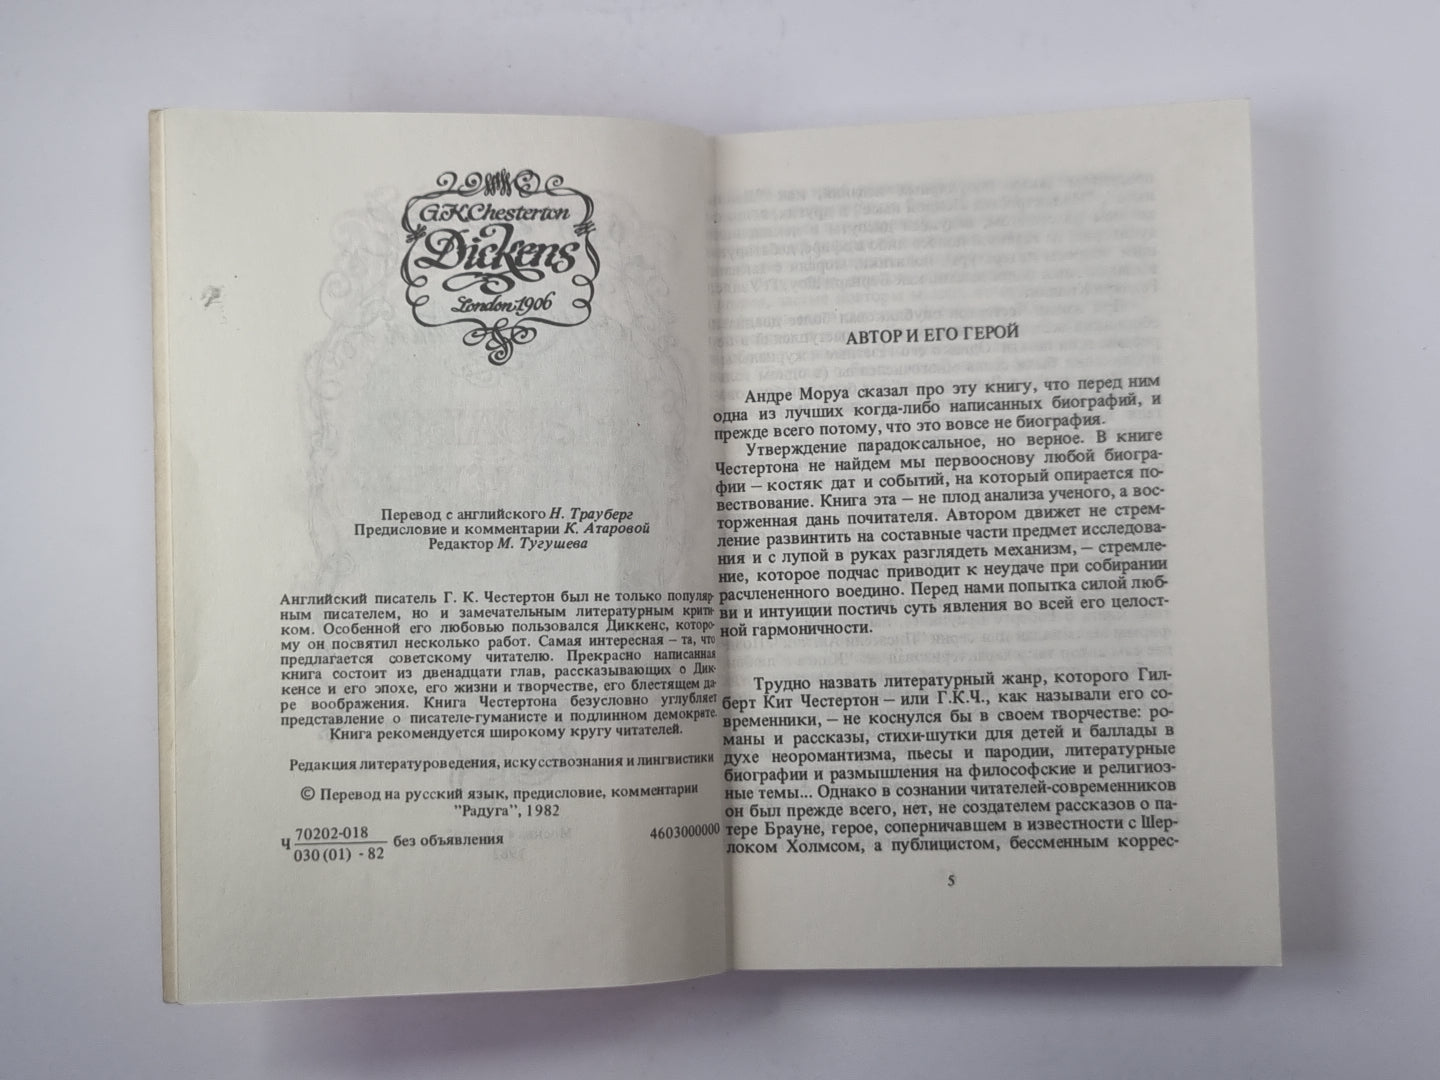 G.K.Chesterton
Dickens
London 1906
Перевод с английского Н. Трауберг
Предисловие и комментарии К. Атаровой
Редактор М. Тугушева
Английский писатель Г. К. Честертон был не только популяр-
ным писателем, но и замечательным литературным крити-
ком. Особенной его любовью пользовался Диккенс, которо-
му он посвятил несколько работ. Самая интересная – та, что
предлагается советскому читателю. Прекрасно написанная
книга состоит из двенадцати глав, рассказывающих о Дик-
кенсе и его эпохе, его жизни и творчестве, его блестящем да-
ре воображения. Книга Честертона безусловно углубляет
представление о писателе-гуманисте и подлинном демократе.
Книга рекомендуется широкому кругу читателей.
Редакция литературоведения, искусствознания и лингвистики
© Перевод на русский язык, предисловие, комментарии
"Радуга", 1982
Ч 70202-018
030(01) - 82 без объявления 4603000000
АВТОР И ЕГО ГЕРОЙ
Андре Моруа сказал про эту книгу, что перед ним
одна из лучших когда-либо написанных биографий, и
прежде всего потому, что это вовсе не биография.
Утверждение парадоксальное, но верное. В книге
Честертона не найдем мы первооснову любой биогра-
фии – костяк дат и событий, на который опирается по-
вествование. Книга эта – не плод анализа ученого, а вос-
торженная дань почитателя. Автором движет не стрем-
ление развинтить на составные части предмет исследова-
ния и с лупой в руках разглядеть механизм, – стремле-
ние, которое подчас приводит к неудаче при собирании
расчлененного воедино. Перед нами попытка силой люб-
ви и интуиции постичь суть явления во всей его целост-
ной гармоничности.
Трудно назвать литературный жанр, которого Гил-
берт Кит Честертон – или Г.К.Ч., как называли его со-
временники, – не коснулся бы в своем творчестве: ро-
маны и рассказы, стихи-шутки для детей и баллады в
духе неоромантизма, пьесы и пародии, литературные
биографии и размышления на философские и религиоз-
ные темы... Однако в сознании читателей-современников
он был прежде всего, нет, не создателем рассказов о па-
тере Брауне, герое, соперничавшем в известности с Шер-
локом Холмсом, а публицистом, бессменным коррес-
5